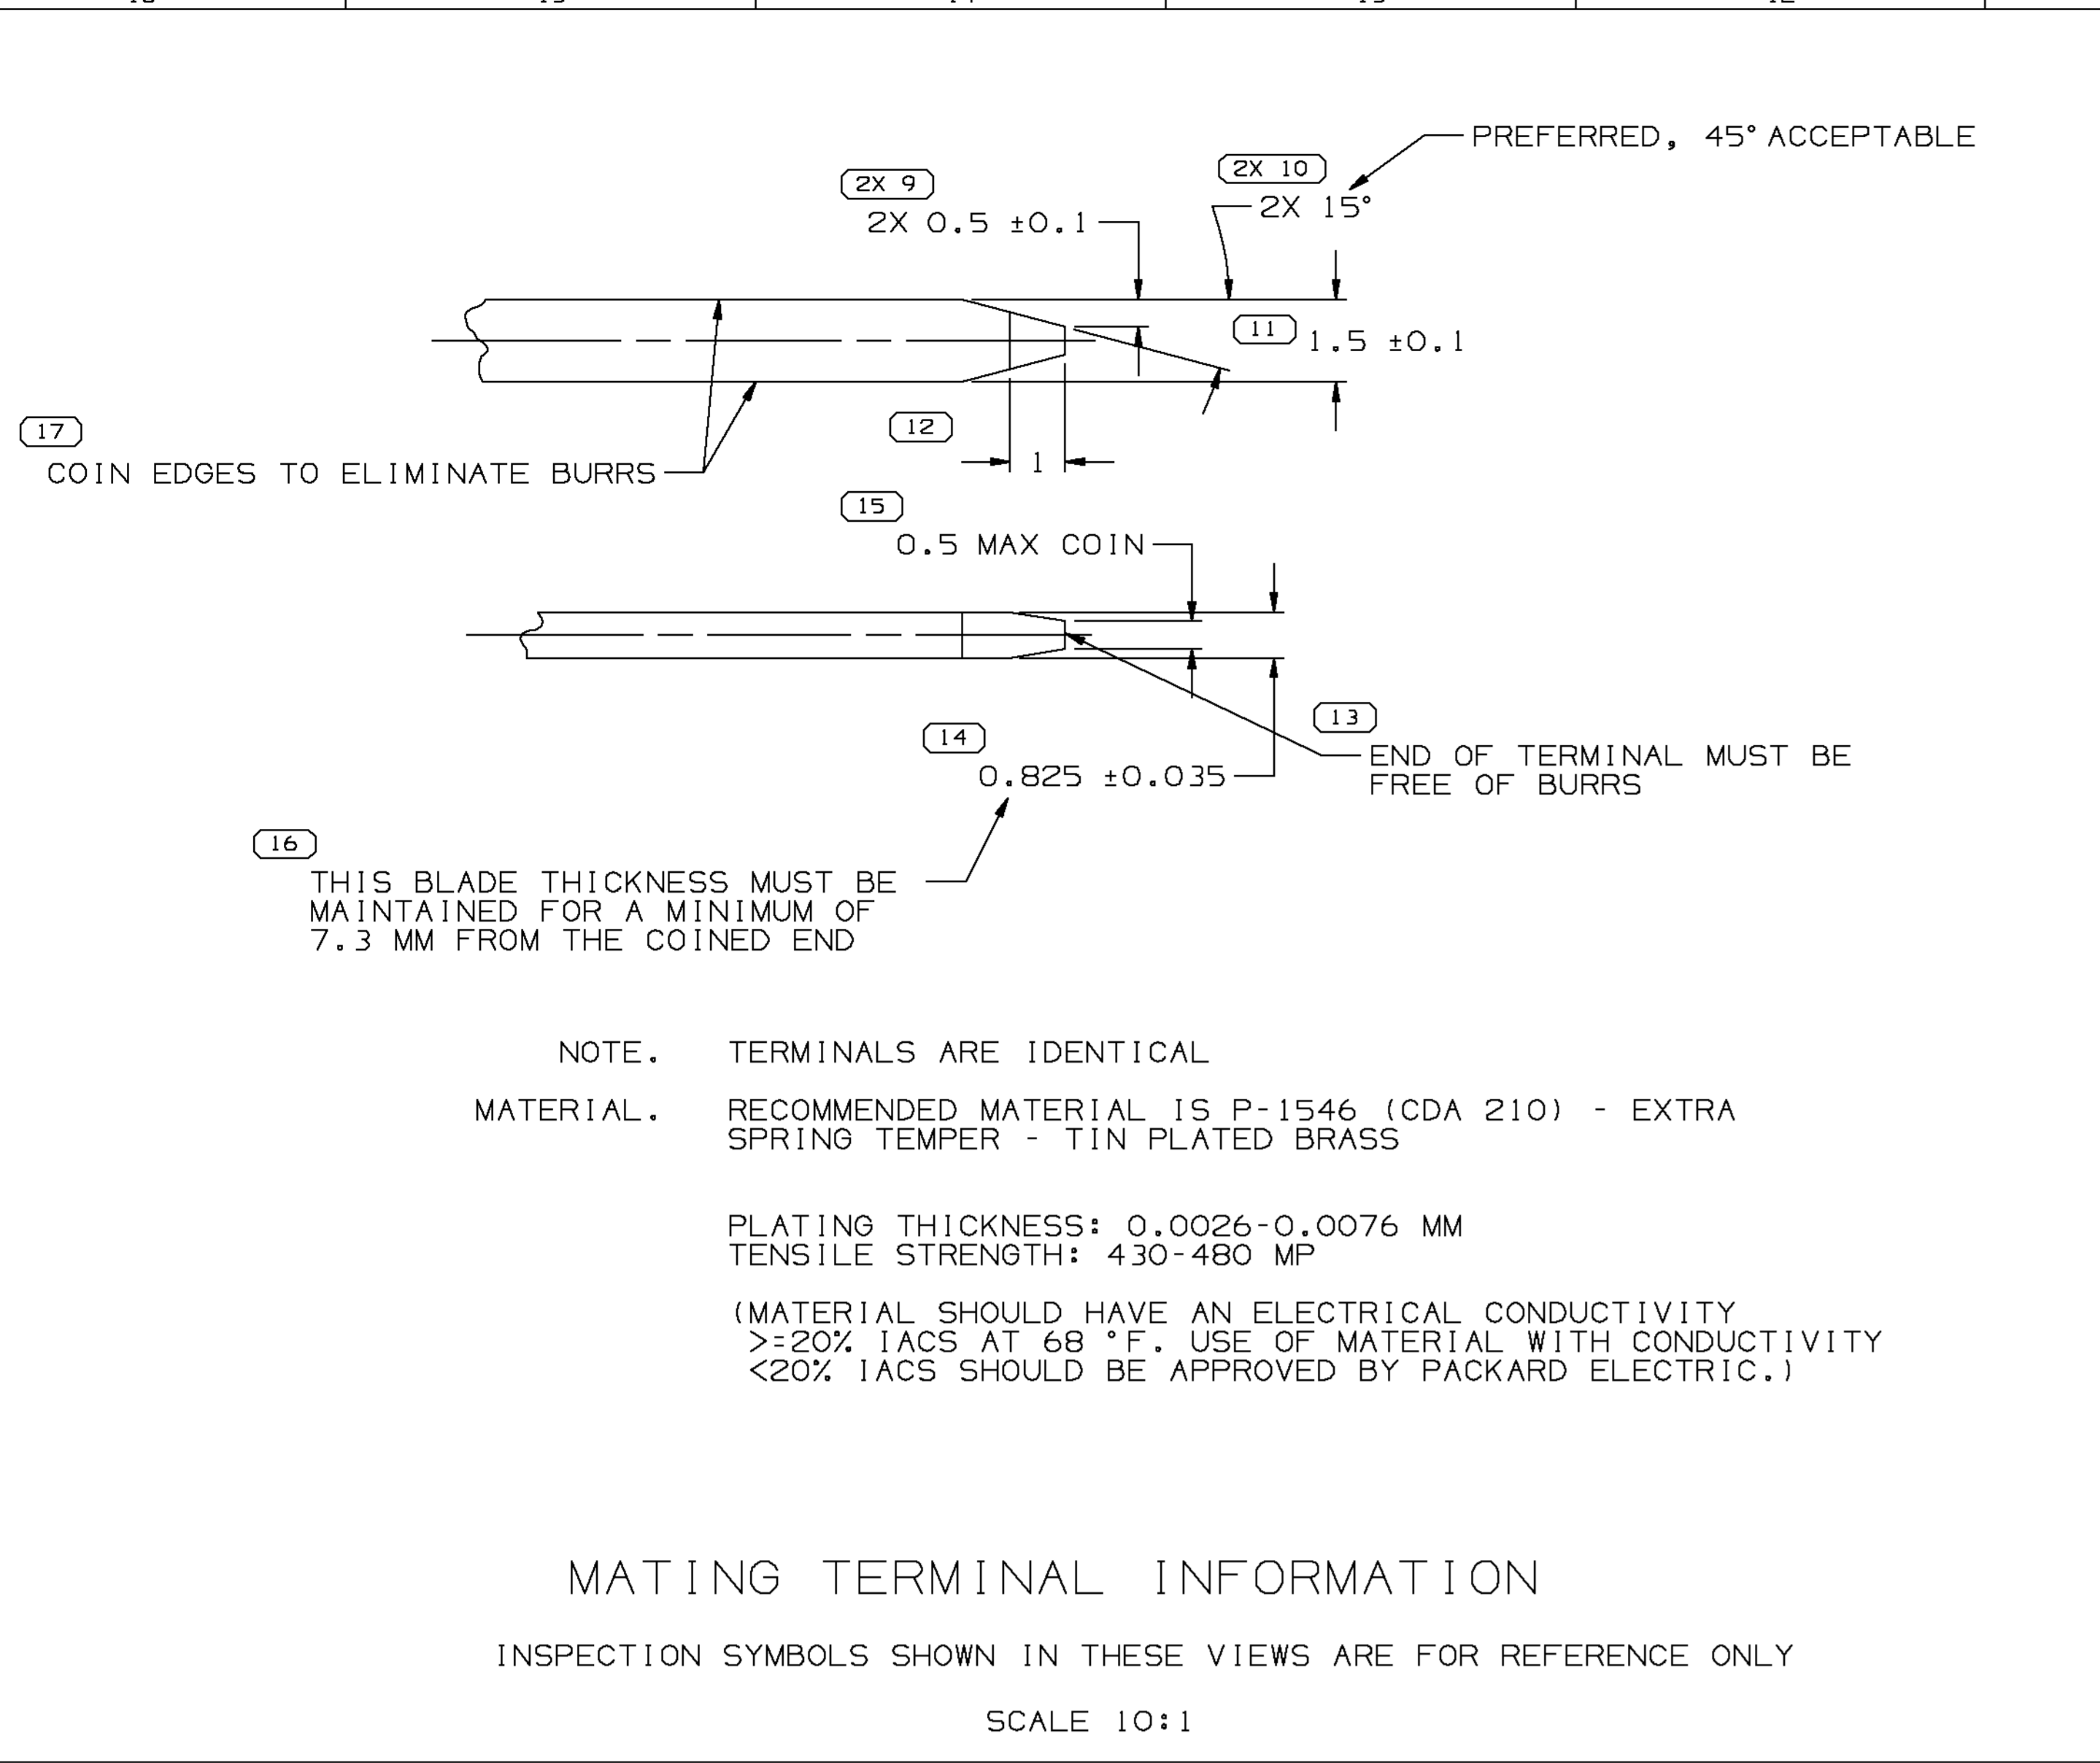 PREFERRED, 45° ACCEPTABLE
2X 9
2X 10
2X 0.5 ±0.1
2X 15°
11
1.5 ±0.1
17
12
COIN EDGES TO ELIMINATE BURRS
1
15
0.5 MAX COIN
13
14
END OF TERMINAL MUST BE
FREE OF BURRS
0.825 ±0.035
16
THIS BLADE THICKNESS MUST BE
MAINTAINED FOR A MINIMUM OF
7.3 MM FROM THE COINED END
NOTE. TERMINALS ARE IDENTICAL
MATERIAL. RECOMMENDED MATERIAL IS P-1546 (CDA 210) - EXTRA
SPRING TEMPER - TIN PLATED BRASS
PLATING THICKNESS: 0.0026-0.0076 MM
TENSILE STRENGTH: 430-480 MP
(MATERIAL SHOULD HAVE AN ELECTRICAL CONDUCTIVITY
>=20% IACS AT 68 °F. USE OF MATERIAL WITH CONDUCTIVITY
<20% IACS SHOULD BE APPROVED BY PACKARD ELECTRIC.)
MATING TERMINAL INFORMATION
INSPECTION SYMBOLS SHOWN IN THESE VIEWS ARE FOR REFERENCE ONLY
SCALE 10:1